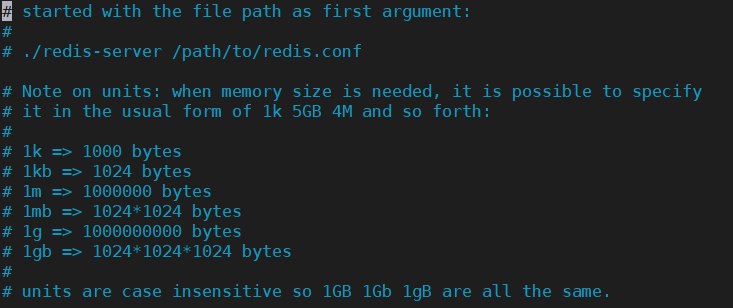 # started with the file path as first argument:
#
# ./redis-server /path/to/redis.conf

# Note on units: when memory size is needed, it is possible to specify
# it in the usual form of 1k 5GB 4M and so forth:
#
# 1k => 1000 bytes
# 1kb => 1024 bytes
# 1m => 1000000 bytes
# 1mb => 1024*1024 bytes
# 1g => 1000000000 bytes
# 1gb => 1024*1024*1024 bytes
#
# units are case insensitive so 1GB 1Gb 1gB are all the same.